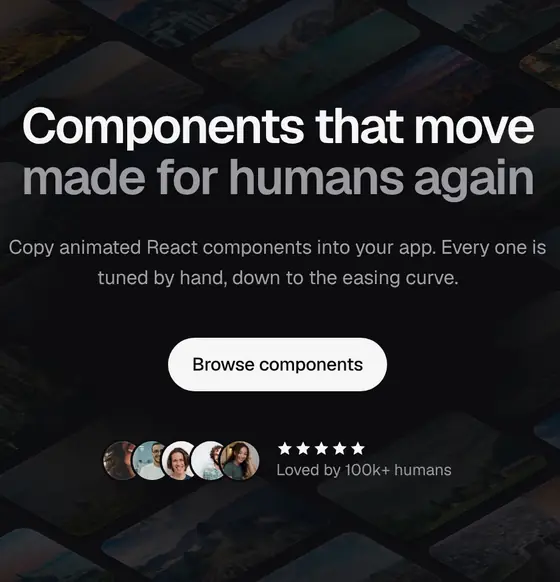 Components that move
made for humans again
Copy animated React components into your app. Every one is
tuned by hand, down to the easing curve.
Browse components
Loved by 100k+ humans